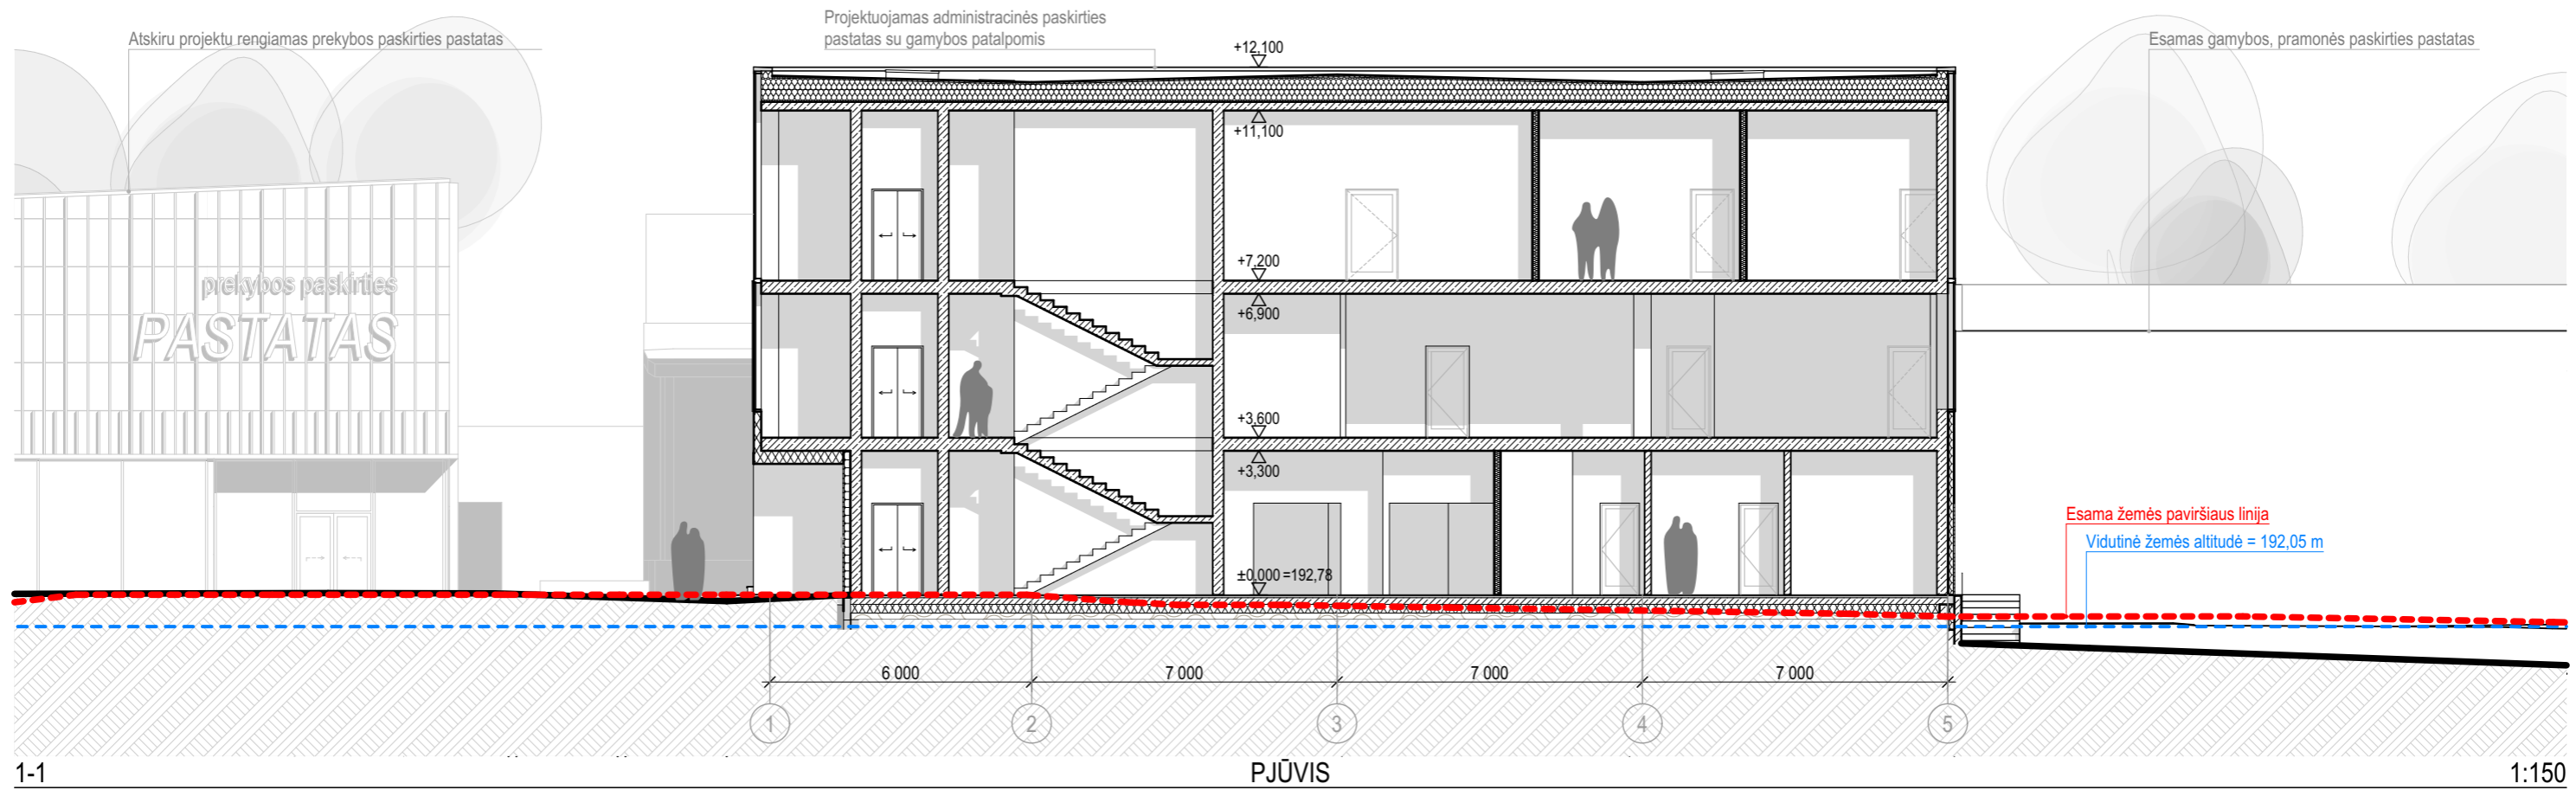 Atskiru projektu rengiamas prekybos paskirties pastatas
Projektuojamas administracinės paskirties
pastatas su gamybos patalpomis
Esamas gamybos, pramonės paskirties pastatas
+12,100
+11,100
+7,200
+6,900
+3,600
+3,300
±0,000 =192,78
prekybos paskirties
PASTATAS
Esama žemės paviršiaus linija
Vidutinė žemės altitudė = 192,05 m
6 000
7 000
7 000
7 000
1
2
3
4
5
1-1
PJŪVIS
1:150